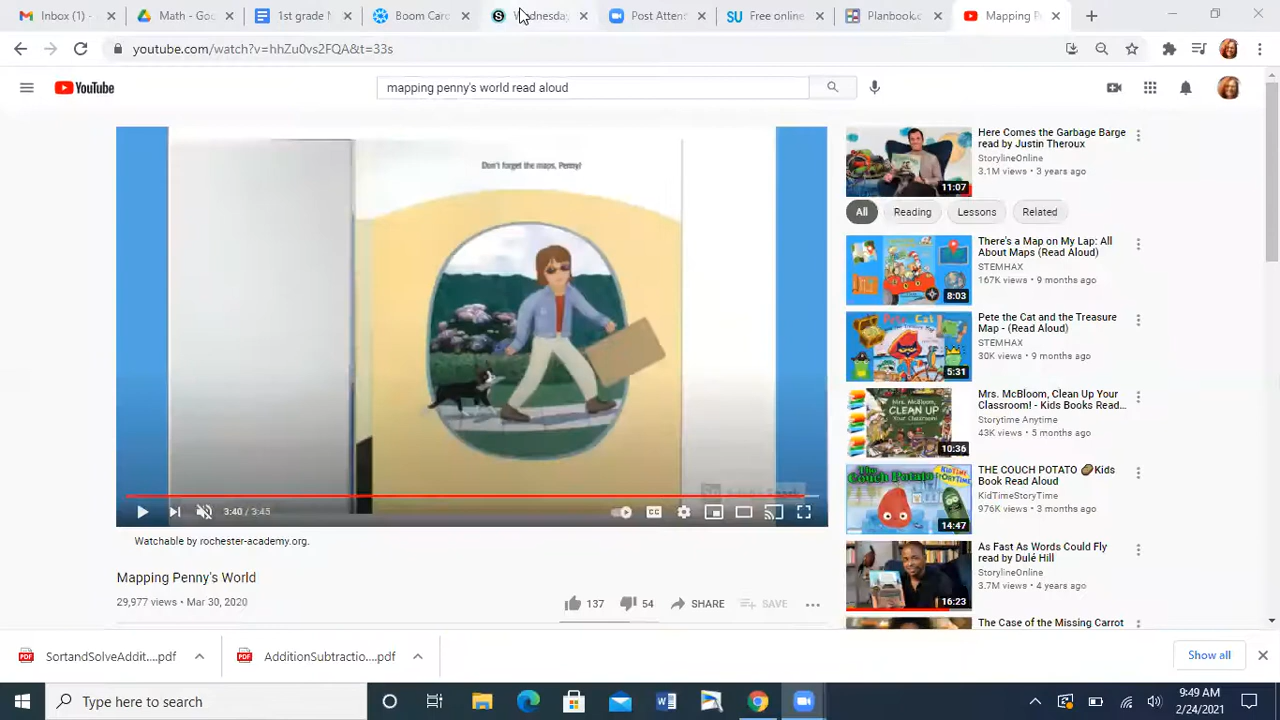 Inbox (1) -
Math - Goo
1st grade N
Boom Card
Wednesday
Post Attent
Free online
Planbook.c
Mapping P
youtube.com/watch?v=hhZu0vs2FQA&t=33s
YouTube
mapping penny's world read aloud
Don't forget the maps, Penny!
3:40 / 3:45
Watchable by rochester-academy.org.
Mapping Penny's World
29,977 views • Mar 30, 2020
137
54
SHARE
SAVE
Here Comes the Garbage Barge
read by Justin Theroux
StorylineOnline
3.1M views • 3 years ago
11:07
All
Reading
Lessons
Related
There's a Map on My Lap: All
About Maps (Read Aloud)
STEMHAX
167K views • 9 months ago
8:03
Pete the Cat and the Treasure
Map - (Read Aloud)
STEMHAX
30K views • 9 months ago
5:31
Mrs. McBloom, Clean Up Your
Classroom! - Kids Books Read...
Storytime Anytime
43K views • 5 months ago
CLEAN UP
10:36
THE COUCH POTATO 🥔Kids
Book Read Aloud
KidTimeStoryTime
976K views • 3 months ago
14:47
As Fast As Words Could Fly
read by Dulé Hill
StorylineOnline
3.7M views • 4 years ago
16:23
The Case of the Missing Carrot
SortandSolveAddit....pdf
AdditionSubtractio....pdf
Show all
Type here to search
9:49 AM
2/24/2021